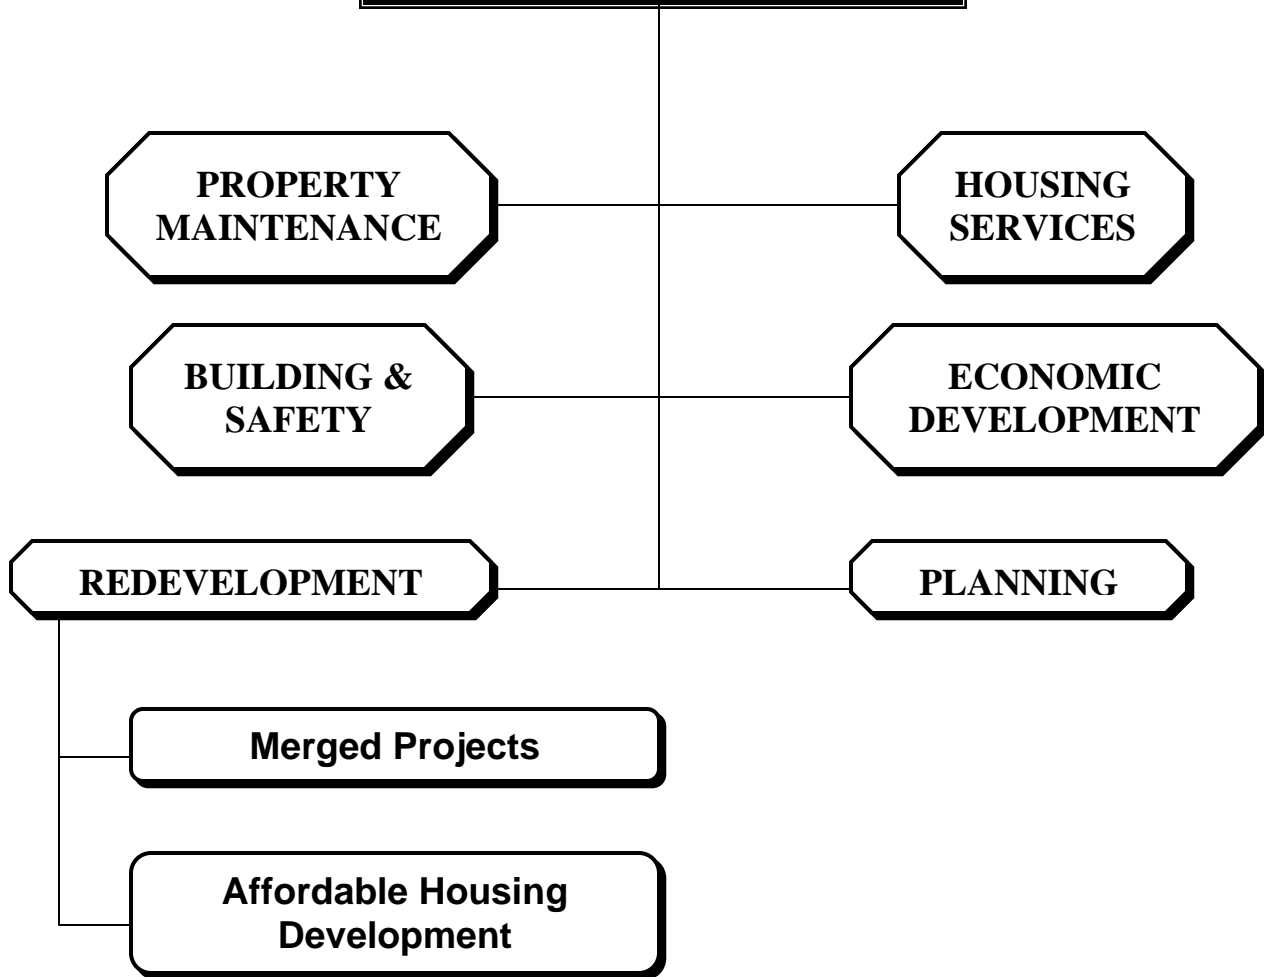 PROPERTY
MAINTENANCE
HOUSING
SERVICES
BUILDING &
SAFETY
ECONOMIC
DEVELOPMENT
REDEVELOPMENT
PLANNING
Merged Projects
Affordable Housing
Development